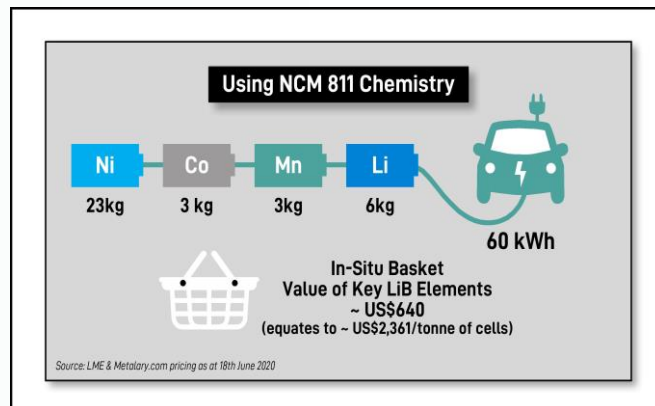 Using NCM 811 Chemistry
Ni Co Mn Li
23kg 3 kg 3kg 6kg
60 kWh
In-Situ Basket
Value of Key LiB Elements
~ US$640
(equates to ~ US$2,361/tonne of cells)
Source: LME & Metalary.com pricing as at 18th June 2020